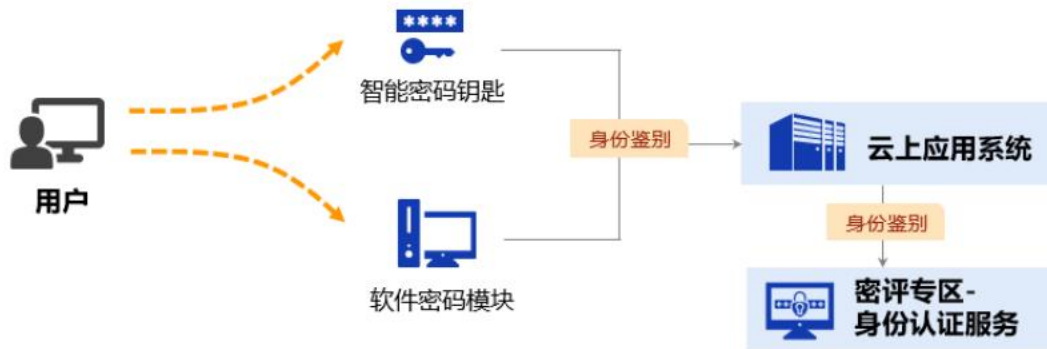 ****
智能密码钥匙
用户
身份鉴别
云上应用系统
软件密码模块
身份鉴别
密评专区-
身份认证服务